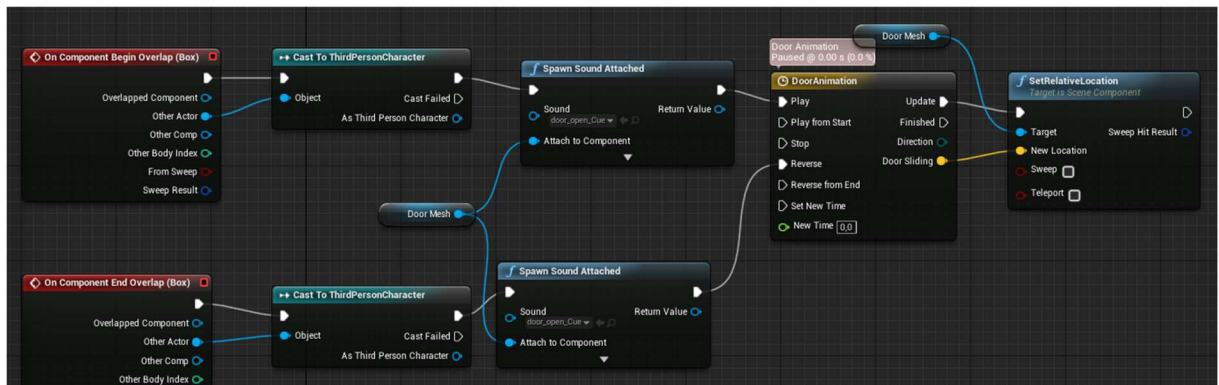 On Component Begin Overlap (Box)
Overlapped Component
Other Actor
Other Comp
Other Body Index
From Sweep
Sweep Result
Cast To ThirdPersonCharacter
Object
Cast Failed
As Third Person Character
Door Mesh
Spawn Sound Attached
Sound
door_open_Cue
Attach to Component
Return Value
Door Animation
Paused @ 0.00 s (0.0 %)
DoorAnimation
Play
Play from Start
Stop
Reverse
Reverse from End
Set New Time
New Time 0,0
Update
Finished
Direction
Door Sliding
Door Mesh
SetRelativeLocation
Target is Scene Component
Target
New Location
Sweep
Teleport
Sweep Hit Result
On Component End Overlap (Box)
Overlapped Component
Other Actor
Other Comp
Other Body Index
Cast To ThirdPersonCharacter
Object
Cast Failed
As Third Person Character
Spawn Sound Attached
Sound
door_open_Cue
Attach to Component
Return Value